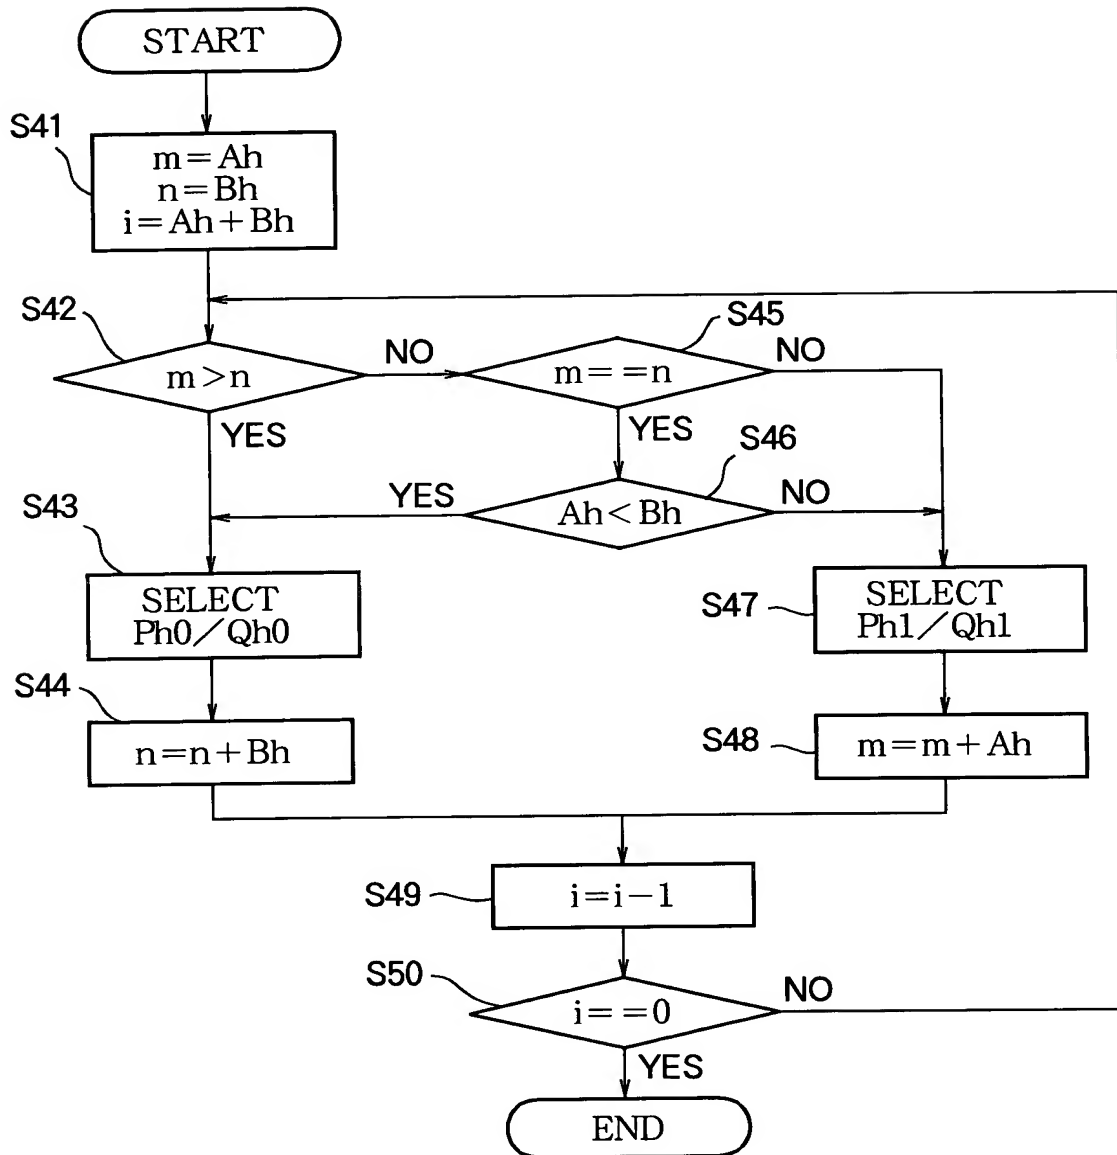 START
S41
m=Ah
n=Bh
i=Ah+Bh
S42
m>n
NO
S45
m==n
NO
YES
YES
S46
Ah<Bh
YES
NO
S43
SELECT
Ph0/Qh0
S47
SELECT
Ph1/Qh1
S44
n=n+Bh
S48
m=m+Ah
S49
i=i-1
S50
i==0
NO
YES
END